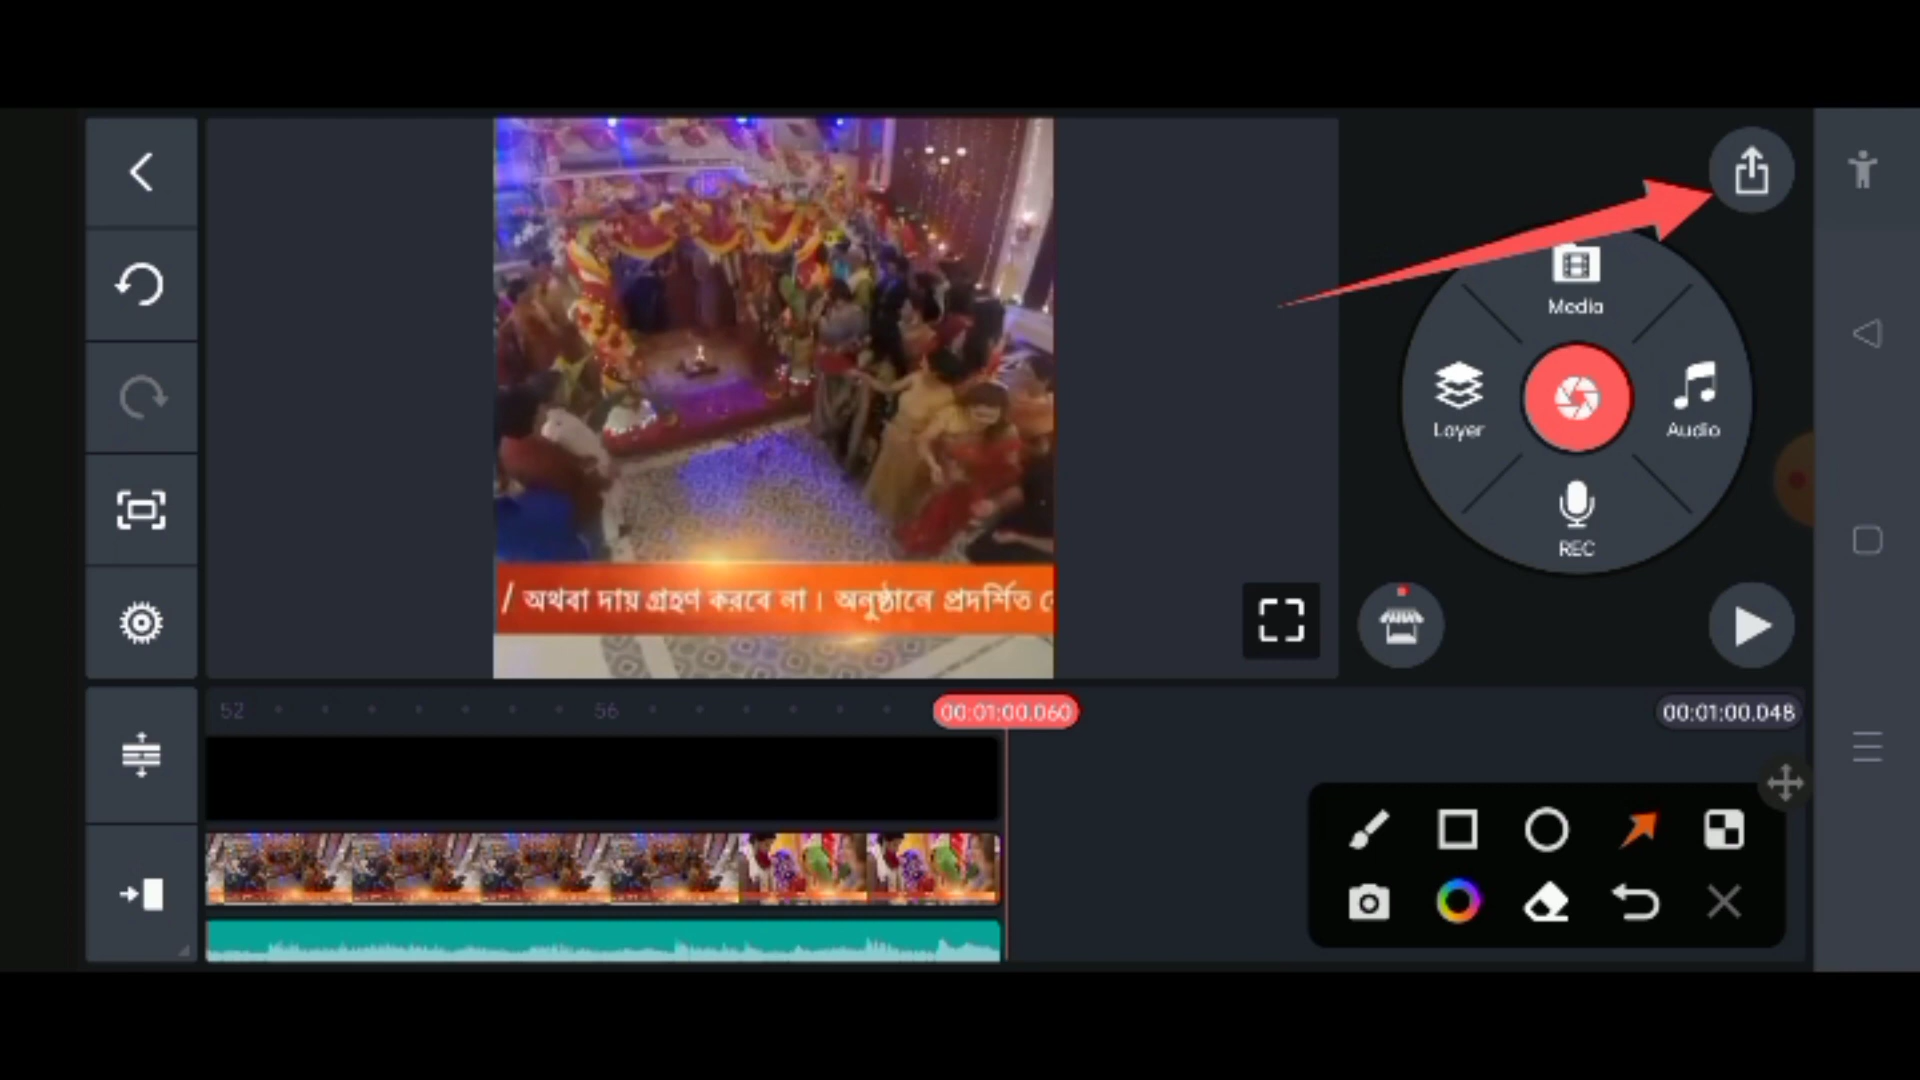 Media
Layer
Audio
REC
/ অথবা দায় গ্রহণ করবে না। অনুষ্ঠানে প্রদর্শিত
52
56
00:01:00.060
00:01:00.048